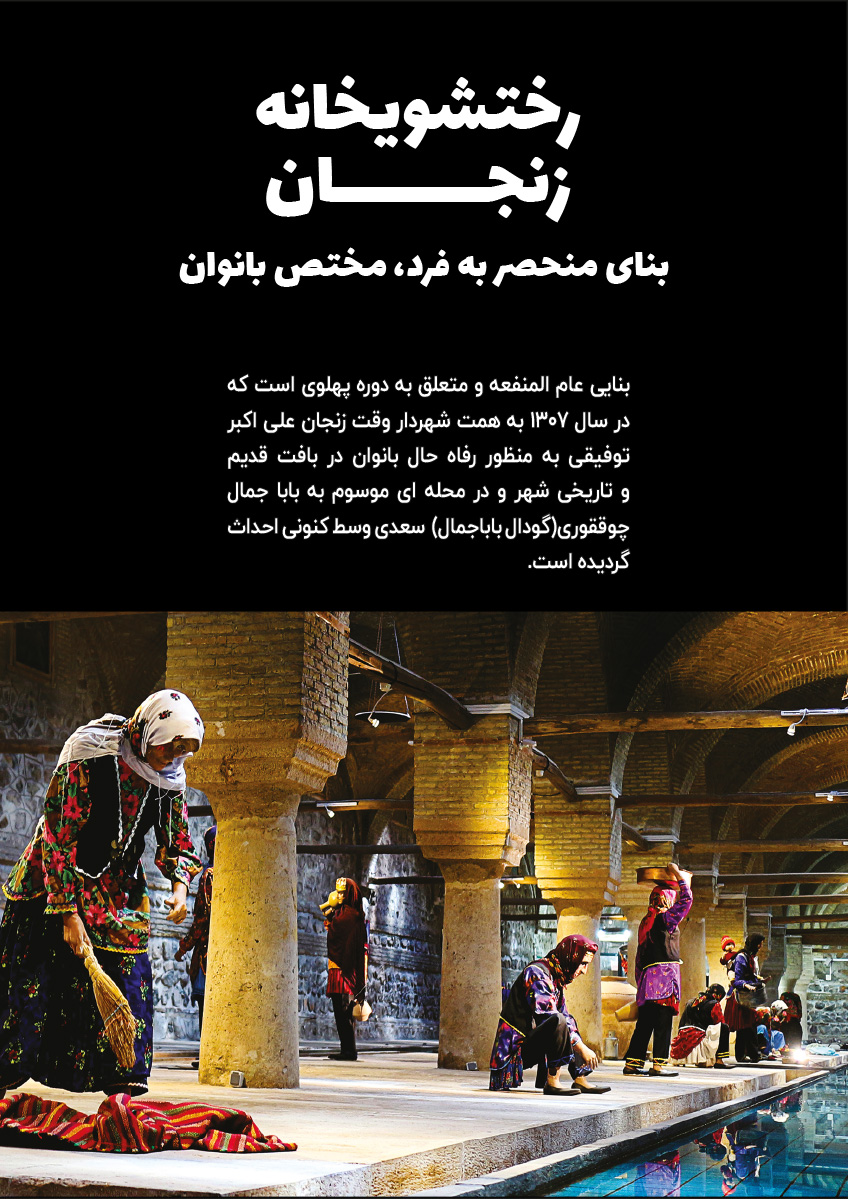 رختشویخانه
زنجان
بنای منحصر به فرد، مختص بانوان
بنایی عام المنفعه و متعلق به دوره پهلوی است که
در سال ۱۳۰۷ به همت شهردار وقت زنجان علی اکبر
توفیقی به منظور رفاه حال بانوان در بافت قدیم
و تاریخی شهر و در محله ای موسوم به بابا جمال
چوققوری(گودال باباجمال) سعدی وسط کنونی احداث
گردیده است.